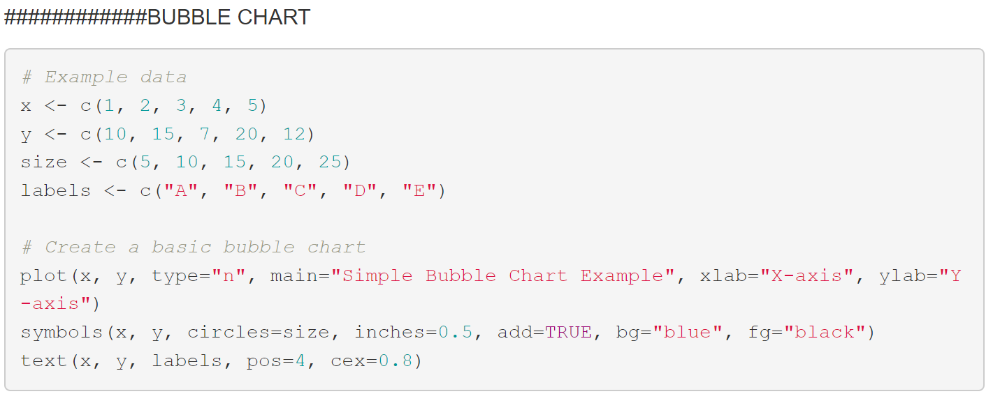 ############BUBBLE CHART
# Example data
x <- c(1, 2, 3, 4, 5)
y <- c(10, 15, 7, 20, 12)
size <- c(5, 10, 15, 20, 25)
labels <- c("A", "B", "C", "D", "E")
# Create a basic bubble chart
plot(x, y, type="n", main="Simple Bubble Chart Example", xlab="X-axis", ylab="Y
-axis")
symbols(x, y, circles=size, inches=0.5, add=TRUE, bg="blue", fg="black")
text(x, y, labels, pos=4, cex=0.8)